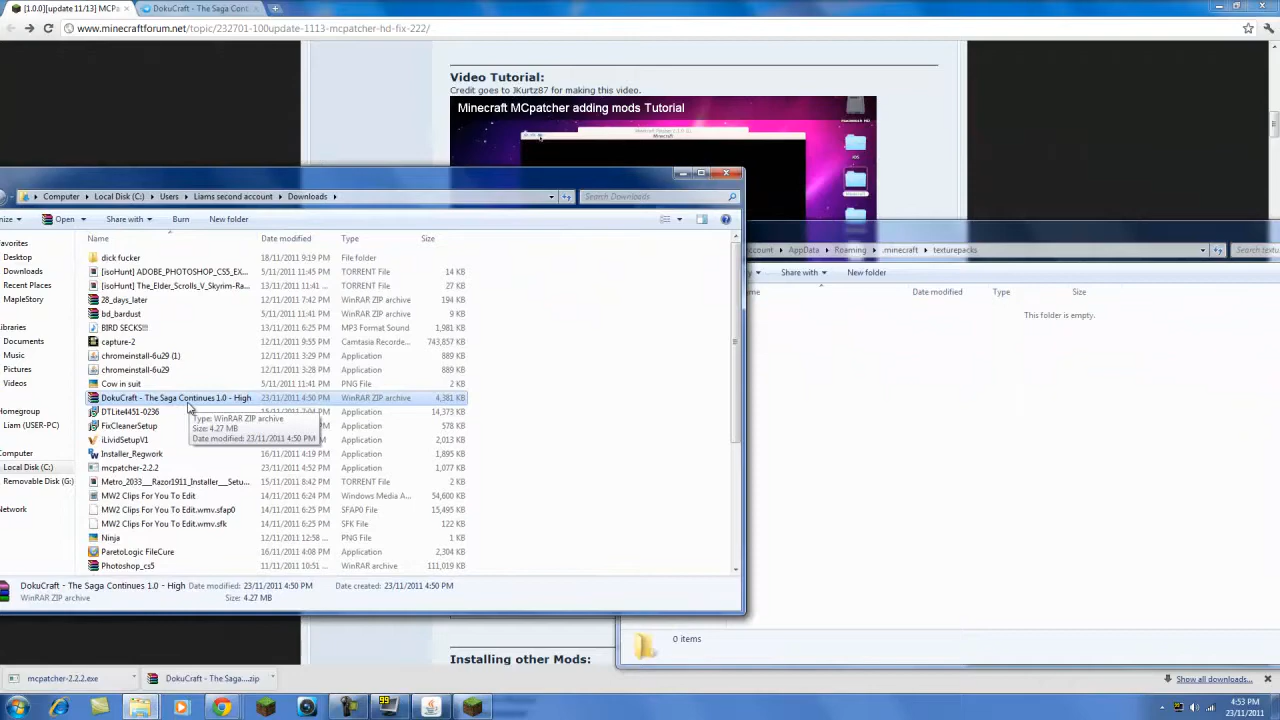 [1.0.0][update 11/13] MCPa
DokuCraft - The Saga Cont
www.minecraftforum.net/topic/232701-100update-1113-mcpatcher-hd-fix-222/
Video Tutorial:
Credit goes to JKurtz87 for making this video.
Minecraft MCpatcher adding mods Tutorial
Computer Local Disk (C:) Users Liams second account Downloads
Search Downloads
nize Open Share with Burn New folder
Name Date modified Type Size
avorites
Desktop
Downloads
Recent Places
MapleStory
ibraries
Documents
Music
Pictures
Videos
Homegroup
Liam (USER-PC)
Computer
Local Disk (C:)
Removable Disk (G:)
Network
dick fucker 18/11/2011 9:19 PM File folder
[isoHunt] ADOBE_PHOTOSHOP_CS5_EX... 5/11/2011 11:45 PM TORRENT File 14 KB
[isoHunt] The_Elder_Scrolls_V_Skyrim-Ra... 13/11/2011 11:41 ... TORRENT File 27 KB
28_days_later 12/11/2011 7:42 PM WinRAR ZIP archive 194 KB
bd_bardust 5/11/2011 11:41 PM WinRAR ZIP archive 9 KB
BIRD SECKS!!! 13/11/2011 6:25 PM MP3 Format Sound 1,981 KB
capture-2 12/11/2011 9:55 PM Camtasia Recorde... 743,857 KB
chromeinstall-6u29 (1) 12/11/2011 3:29 PM Application 889 KB
chromeinstall-6u29 12/11/2011 3:28 PM Application 889 KB
Cow in suit 5/11/2011 11:41 PM PNG File 2 KB
DokuCraft - The Saga Continues 1.0 - High 23/11/2011 4:50 PM WinRAR ZIP archive 4,381 KB
DTLite4451-0236 15/11/2011 7:04 PM Application 14,373 KB
FixCleanerSetup Application 578 KB
iLividSetupV1 Application 2,013 KB
Installer_Regwork 16/11/2011 4:19 PM Application 1,895 KB
mcpatcher-2.2.2 23/11/2011 4:52 PM Application 1,077 KB
Metro_2033__Razor1911_Installer__Setu... 15/11/2011 8:42 PM TORRENT File 2 KB
MW2 Clips For You To Edit 14/11/2011 6:24 PM Windows Media A... 54,600 KB
MW2 Clips For You To Edit.wmv.sfap0 14/11/2011 6:25 PM SFAP0 File 15,495 KB
MW2 Clips For You To Edit.wmv.sfk 14/11/2011 6:25 PM SFK File 122 KB
Ninja 12/11/2011 12:58 ... PNG File 1 KB
ParetoLogic FileCure 16/11/2011 4:08 PM Application 2,304 KB
Photoshop_cs5 11/11/2011 10:51 ... WinRAR archive 111,019 KB
Type: WinRAR ZIP archive
Size: 4.27 MB
Date modified: 23/11/2011 4:50 PM
DokuCraft - The Saga Continues 1.0 - High Date modified: 23/11/2011 4:50 PM Date created: 23/11/2011 4:50 PM
WinRAR ZIP archive Size: 4.27 MB
ccount AppData Roaming .minecraft texturepacks
Search textu
y Share with New folder
ame Date modified Type Size
This folder is empty.
0 items
Installing other Mods:
mcpatcher-2.2.2.exe
DokuCraft - The Sa....zip
Show all downloads...
99
4:53 PM
23/11/2011